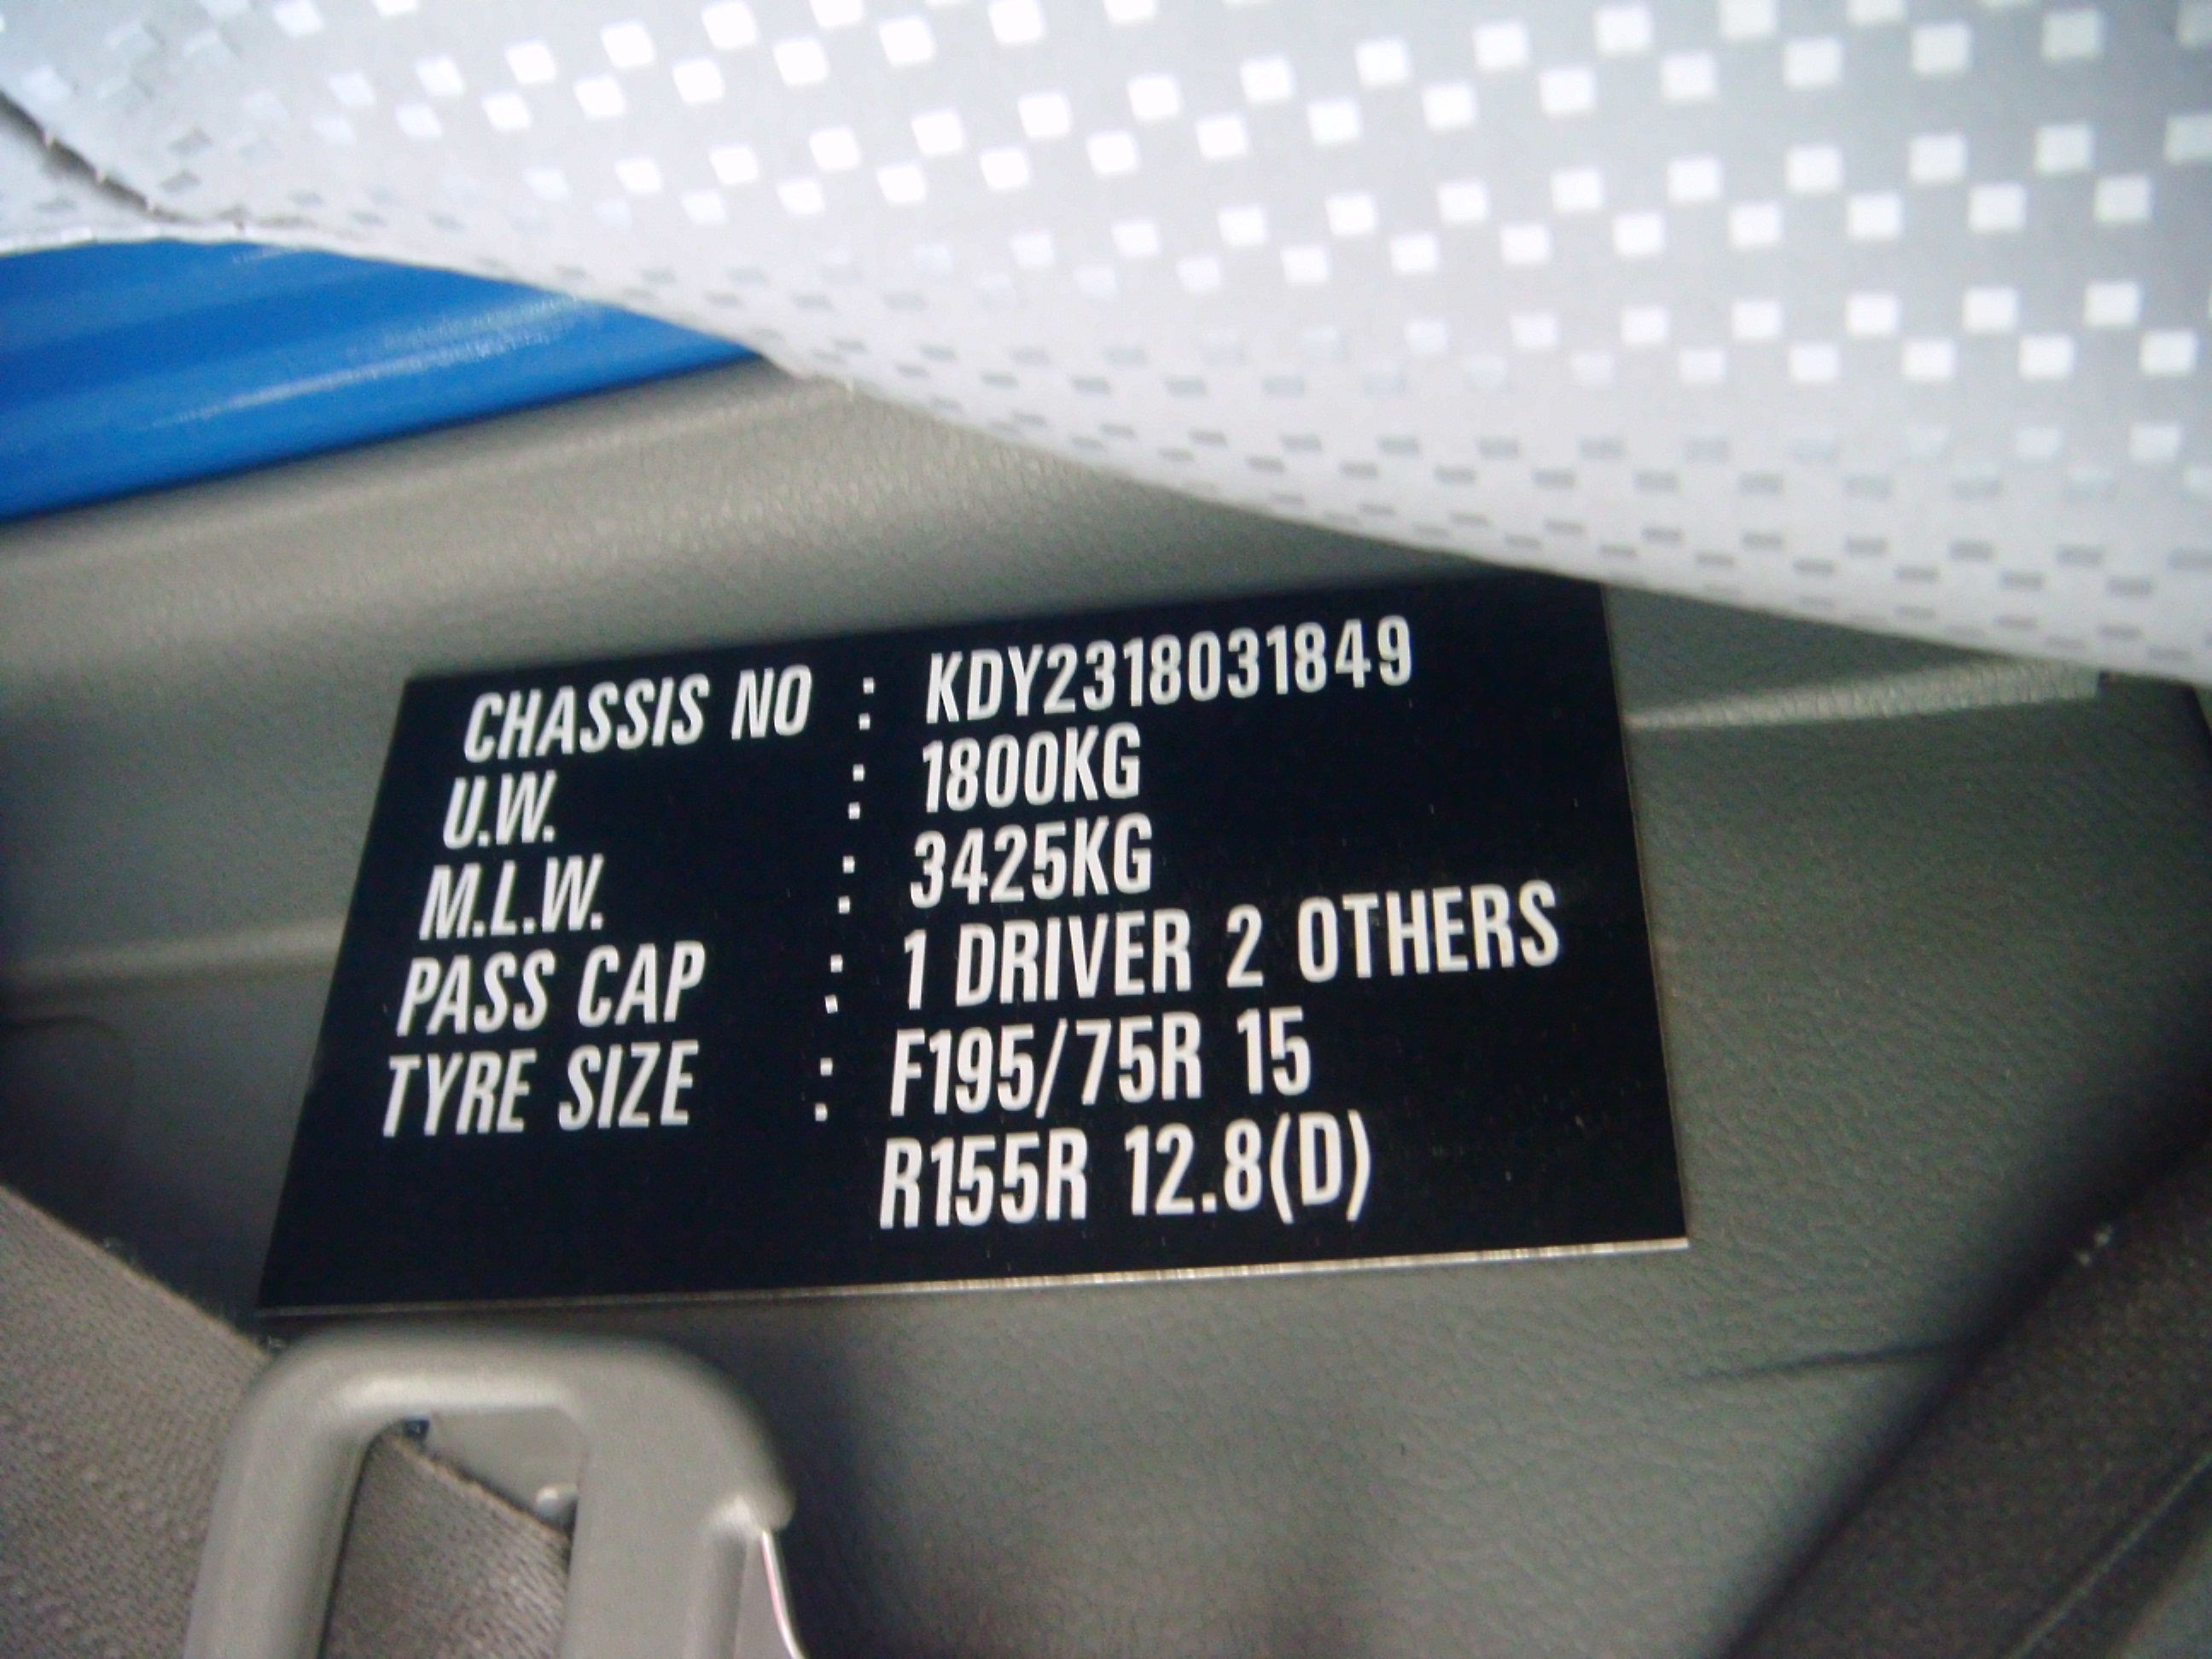 CHASSIS NO : KDY2318031849
U.W. : 1800KG
M.L.W. : 3425KG
PASS CAP : 1 DRIVER 2 OTHERS
TYRE SIZE : F195/75R 15
R155R 12.8(D)